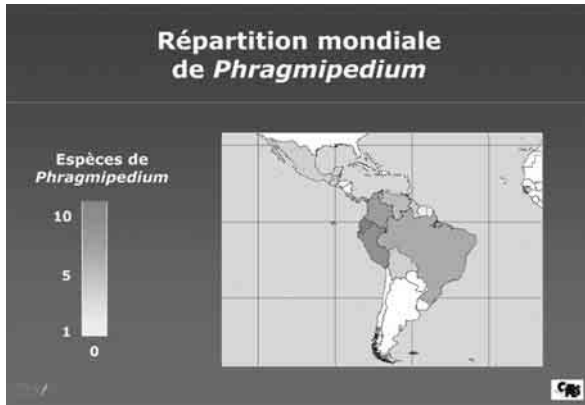 Répartition mondiale
de Phragmipedium
Espèces de
Phragmipedium
10
5
1
0